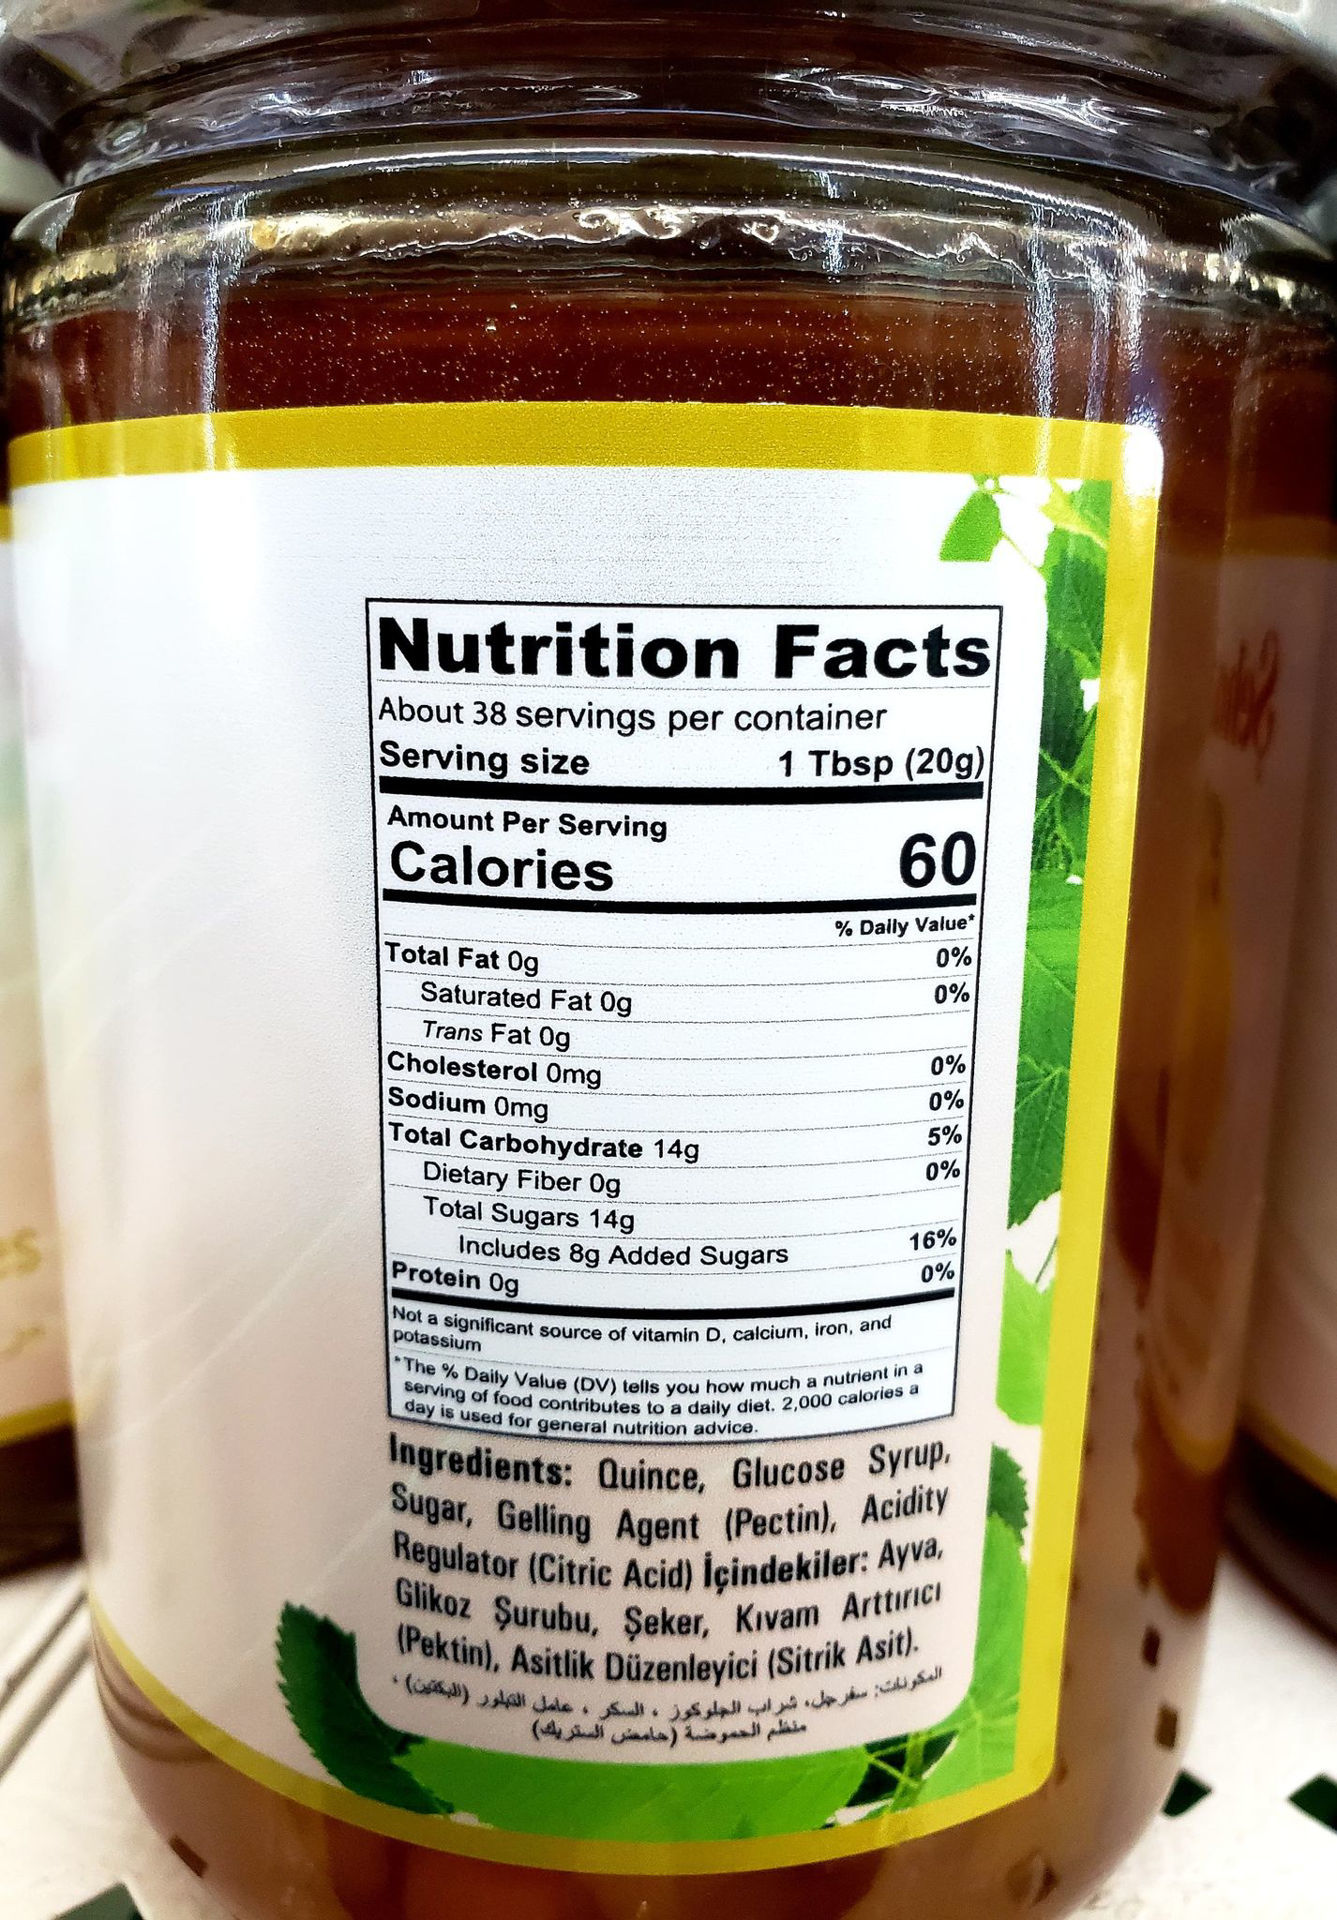 Nutrition Facts
About 38 servings per container
Serving size 1 Tbsp (20g)
Amount Per Serving
Calories 60
% Daily Value*
Total Fat 0g 0%
Saturated Fat 0g 0%
Trans Fat 0g
Cholesterol 0mg 0%
Sodium 0mg 0%
Total Carbohydrate 14g 5%
Dietary Fiber 0g 0%
Total Sugars 14g
Includes 8g Added Sugars 16%
Protein 0g 0%
Not a significant source of vitamin D, calcium, iron, and
potassium
*The % Daily Value (DV) tells you how much a nutrient in a
serving of food contributes to a daily diet. 2,000 calories a
day is used for general nutrition advice.
Ingredients: Quince, Glucose Syrup,
Sugar, Gelling Agent (Pectin), Acidity
Regulator (Citric Acid) İçindekiler: Ayva,
Glikoz Şurubu, Şeker, Kıvam Arttırıcı
(Pektin), Asitlik Düzenleyici (Sitrik Asit).
المكونات: سفرجل، شراب الجلوكوز ، السكر ، عامل التبلور (البكتين) ،
منظم الحموضة (حامض الستريك)